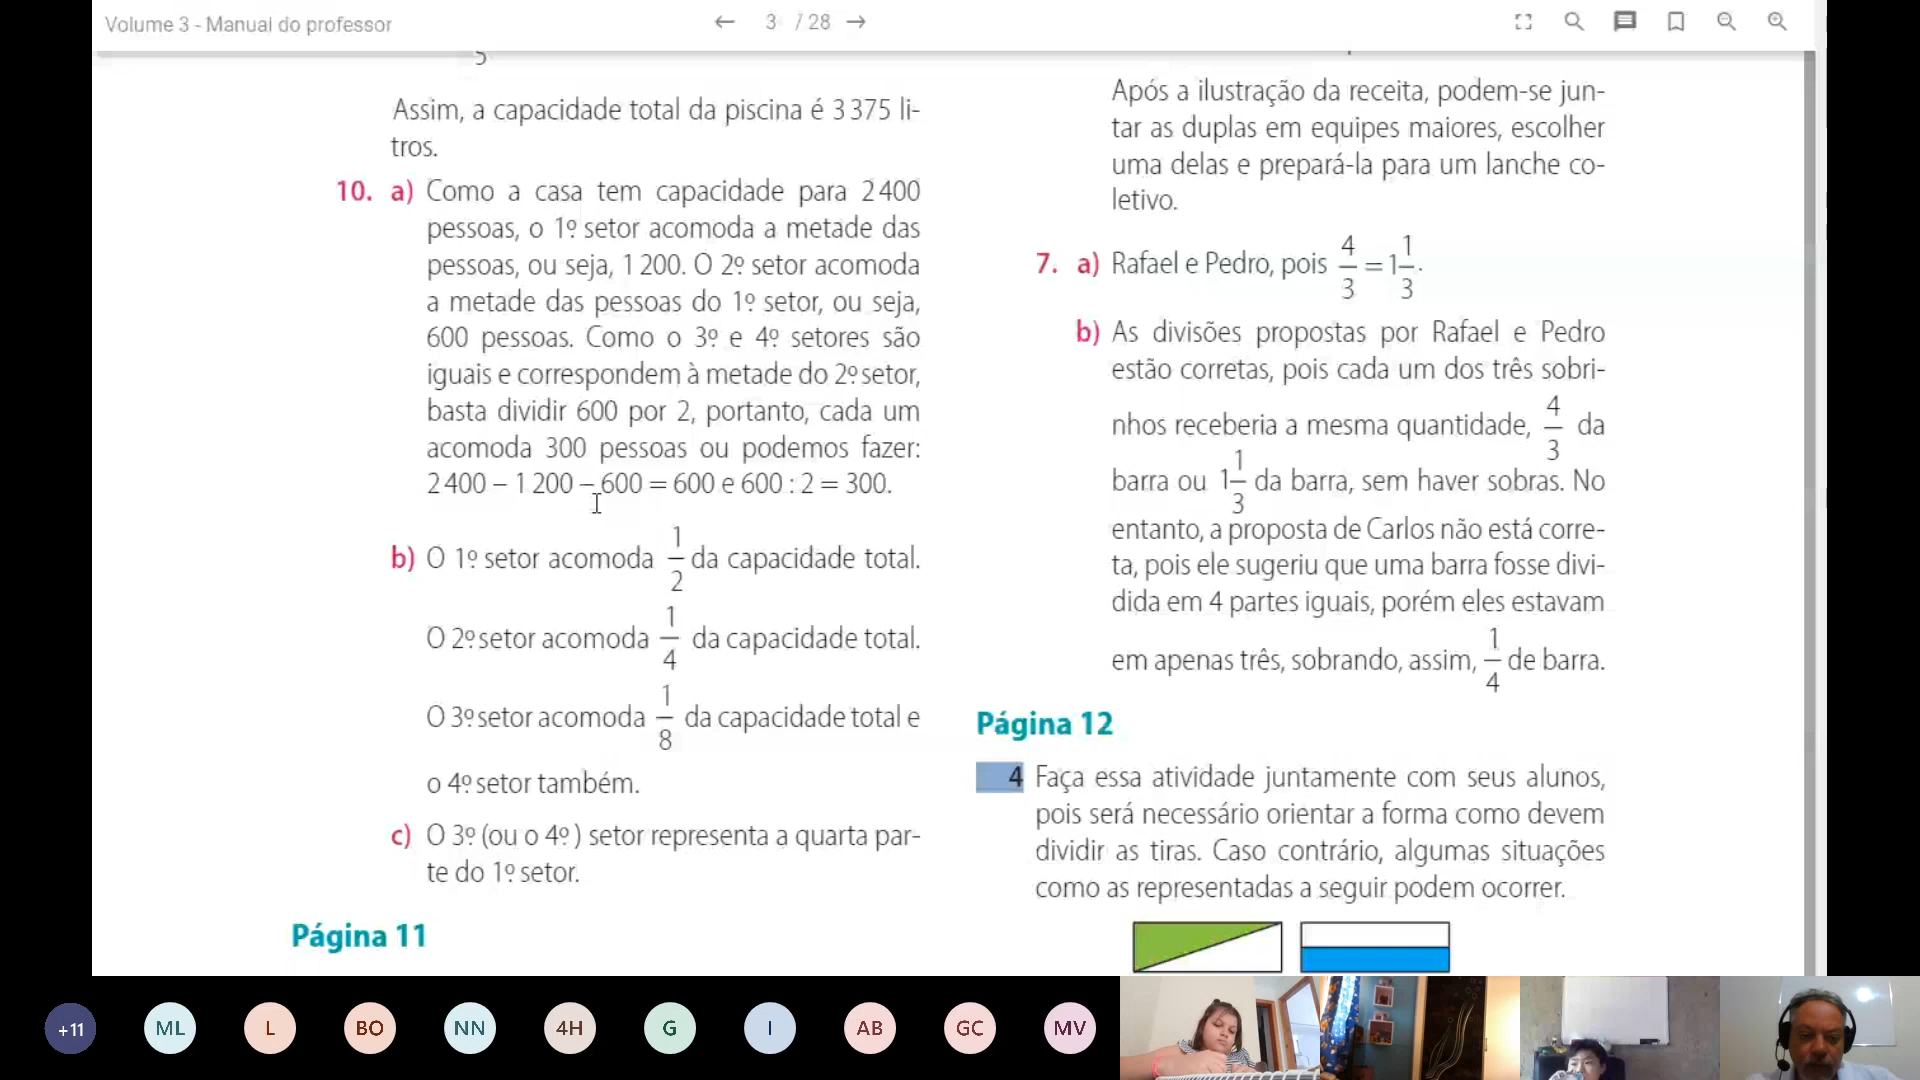 Volume 3 - Manual do professor
3 / 28
5
Assim, a capacidade total da piscina é 3 375 li-
tros.
10. a) Como a casa tem capacidade para 2 400
pessoas, o 1º setor acomoda a metade das
pessoas, ou seja, 1 200. O 2º setor acomoda
a metade das pessoas do 1º setor, ou seja,
600 pessoas. Como o 3º e 4º setores são
iguais e correspondem à metade do 2º setor,
basta dividir 600 por 2, portanto, cada um
acomoda 300 pessoas ou podemos fazer:
2 400 – 1 200 – 600 = 600 e 600 : 2 = 300.
b) O 1º setor acomoda 1/2 da capacidade total.
O 2º setor acomoda 1/4 da capacidade total.
O 3º setor acomoda 1/8 da capacidade total e
o 4º setor também.
c) O 3º (ou o 4º) setor representa a quarta par-
te do 1º setor.
Página 11
Após a ilustração da receita, podem-se jun-
tar as duplas em equipes maiores, escolher
uma delas e prepará-la para um lanche co-
letivo.
7. a) Rafael e Pedro, pois 4/3 = 1 1/3.
b) As divisões propostas por Rafael e Pedro
estão corretas, pois cada um dos três sobri-
nhos receberia a mesma quantidade, 4/3 da
barra ou 1 1/3 da barra, sem haver sobras. No
entanto, a proposta de Carlos não está corre-
ta, pois ele sugeriu que uma barra fosse divi-
dida em 4 partes iguais, porém eles estavam
em apenas três, sobrando, assim, 1/4 de barra.
Página 12
4 Faça essa atividade juntamente com seus alunos,
pois será necessário orientar a forma como devem
dividir as tiras. Caso contrário, algumas situações
como as representadas a seguir podem ocorrer.
+11 ML L BO NN 4H G I AB GC MV